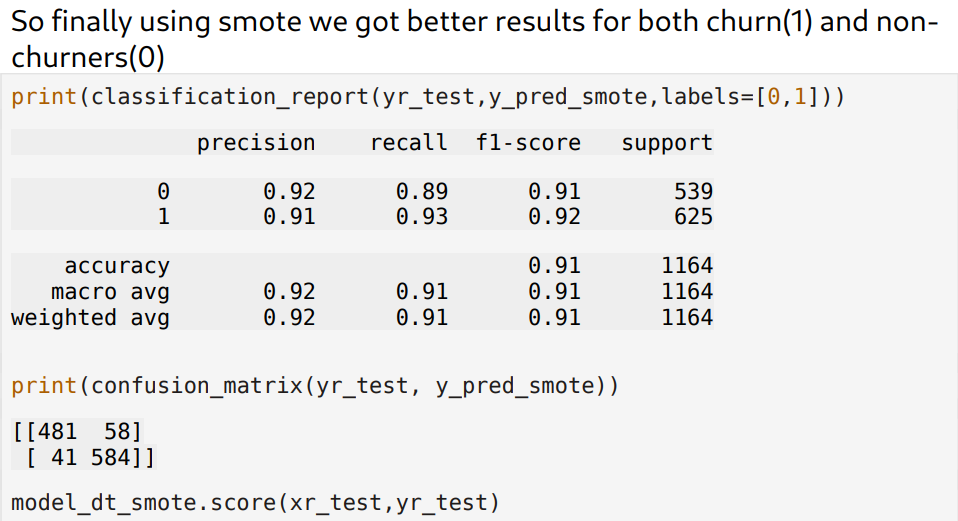 So finally using smote we got better results for both churn(1) and non-
churners(0)
print(classification_report(yr_test,y_pred_smote,labels=[0,1]))
precision recall f1-score support
0 0.92 0.89 0.91 539
1 0.91 0.93 0.92 625
accuracy 0.91 1164
macro avg 0.92 0.91 0.91 1164
weighted avg 0.92 0.91 0.91 1164
print(confusion_matrix(yr_test, y_pred_smote))
[[481 58]
[ 41 584]]
model_dt_smote.score(xr_test,yr_test)